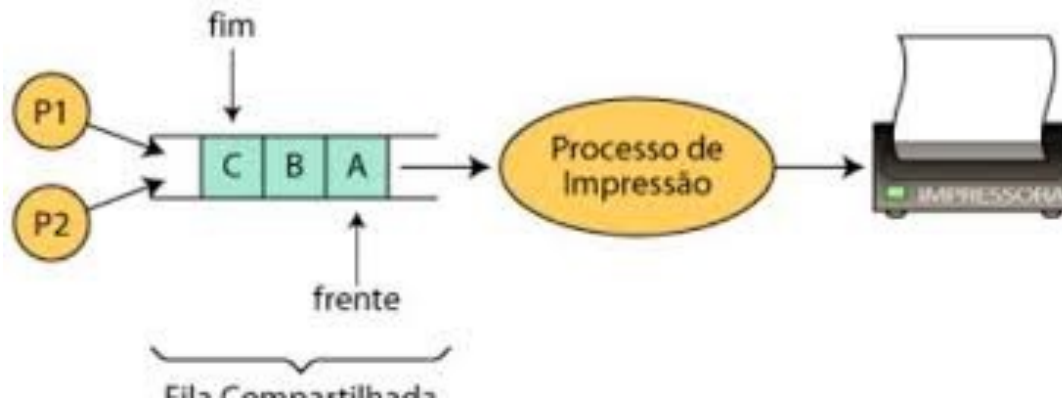 fim
P1
C B A
P2
Processo de
Impressão
IMPRESSORA
frente
Fila Compartilhada